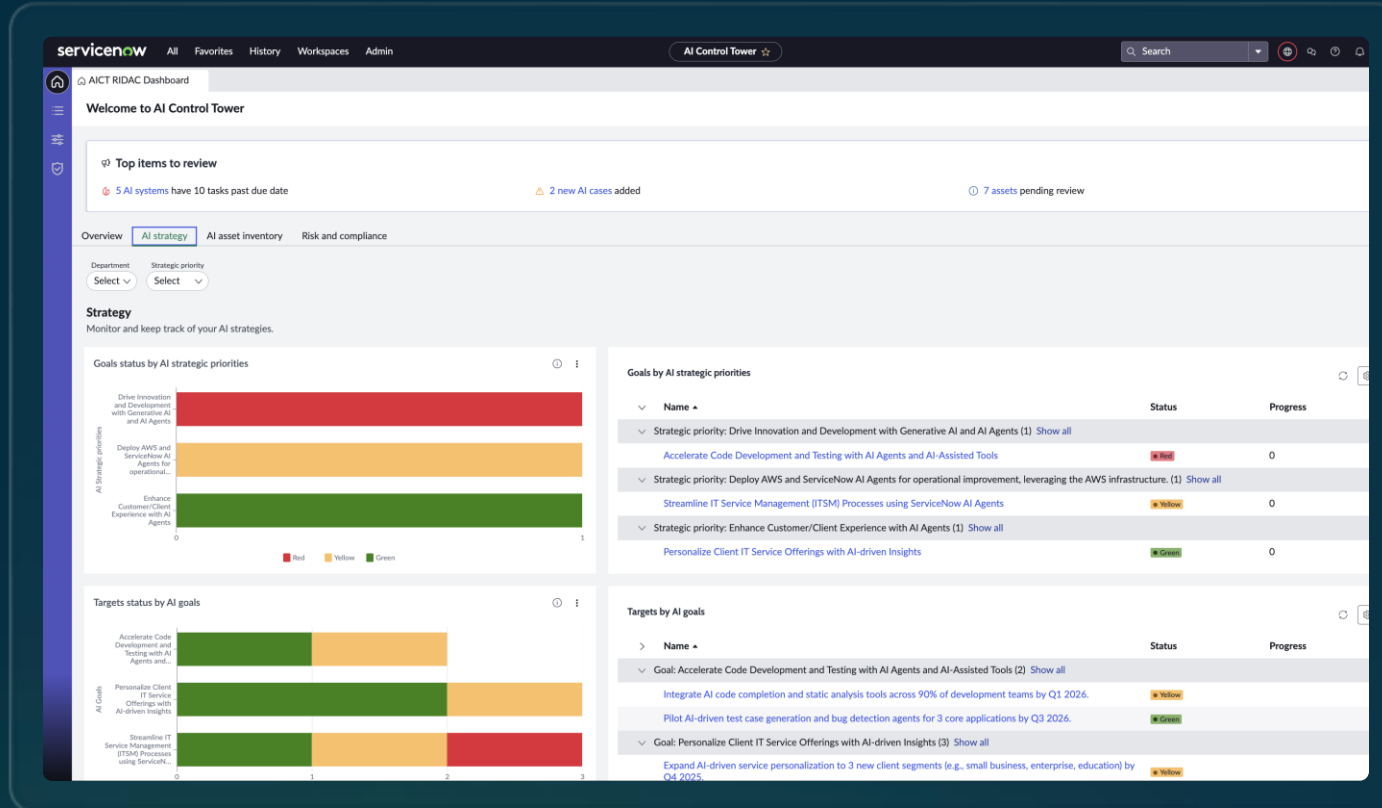 servicenow All Favorites History Workspaces Admin AI Control Tower Search
AICT RIDAC Dashboard
Welcome to AI Control Tower
Top items to review
5 AI systems have 10 tasks past due date
2 new AI cases added
7 assets pending review
Overview AI strategy AI asset inventory Risk and compliance
Department Strategic priority
Select Select
Strategy
Monitor and keep track of your AI strategies.
Goals status by AI strategic priorities
AI Strategic priorities
Drive Innovation
and Development
with Generative AI
and AI Agents
Deploy AWS and
ServiceNow AI
Agents for
operational...
Enhance
Customer/Client
Experience with AI
Agents
0 1
Red Yellow Green
Goals by AI strategic priorities
Name Status Progress
Strategic priority: Drive Innovation and Development with Generative AI and AI Agents (1) Show all
Accelerate Code Development and Testing with AI Agents and AI-Assisted Tools Red 0
Strategic priority: Deploy AWS and ServiceNow AI Agents for operational improvement, leveraging the AWS infrastructure. (1) Show all
Streamline IT Service Management (ITSM) Processes using ServiceNow AI Agents Yellow 0
Strategic priority: Enhance Customer/Client Experience with AI Agents (1) Show all
Personalize Client IT Service Offerings with AI-driven Insights Green 0
Targets status by AI goals
AI Goals
Accelerate Code
Development and
Testing with AI
Agents and...
Personalize Client
IT Service
Offerings with
AI-driven Insights
Streamline IT
Service Management
(ITSM) Processes
using ServiceN...
0 1 2 3
Targets by AI goals
Name Status Progress
Goal: Accelerate Code Development and Testing with AI Agents and AI-Assisted Tools (2) Show all
Integrate AI code completion and static analysis tools across 90% of development teams by Q1 2026. Yellow
Pilot AI-driven test case generation and bug detection agents for 3 core applications by Q3 2026. Green
Goal: Personalize Client IT Service Offerings with AI-driven Insights (3) Show all
Expand AI-driven service personalization to 3 new client segments (e.g., small business, enterprise, education) by
Q4 2025. Yellow